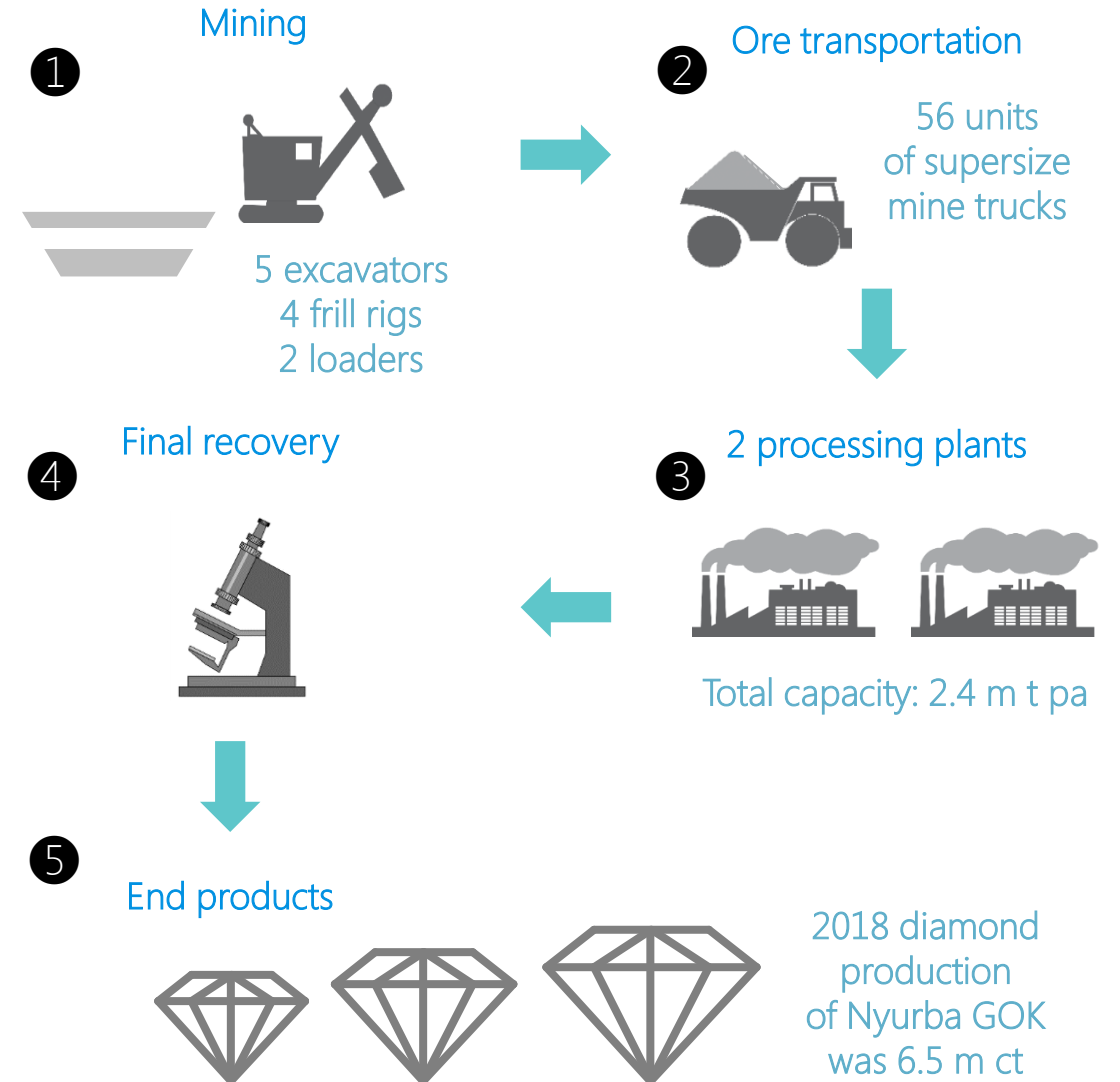 1
Mining
5 excavators
4 frill rigs
2 loaders
2
Ore transportation
56 units
of supersize
mine trucks
3
2 processing plants
Total capacity: 2.4 m t pa
4
Final recovery
5
End products
2018 diamond
production
of Nyurba GOK
was 6.5 m ct